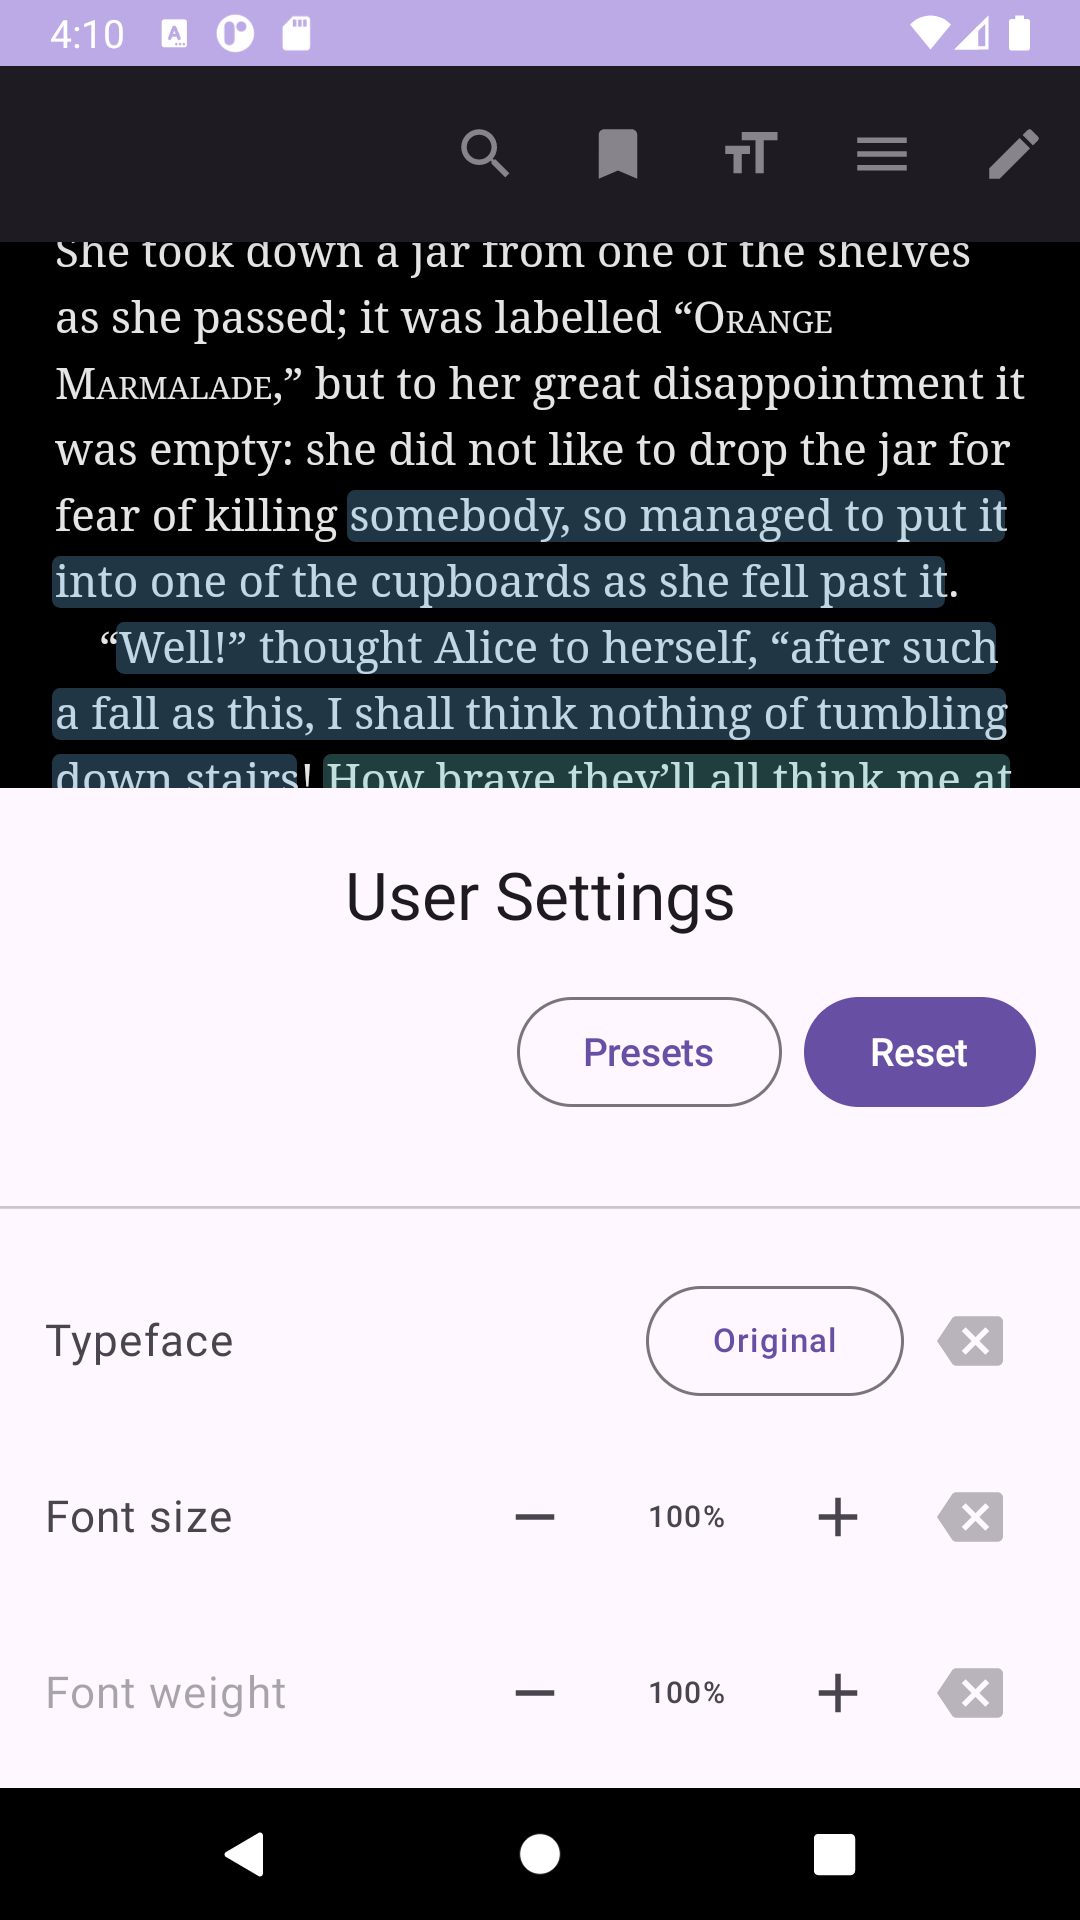 4:10
She took down a jar from one of the shelves
as she passed; it was labelled “Orange
Marmalade,” but to her great disappointment it
was empty: she did not like to drop the jar for
fear of killing somebody, so managed to put it
into one of the cupboards as she fell past it.
“Well!” thought Alice to herself, “after such
a fall as this, I shall think nothing of tumbling
down stairs! How brave they’ll all think me at
User Settings
Presets
Reset
Typeface
Original
Font size
100%
Font weight
100%